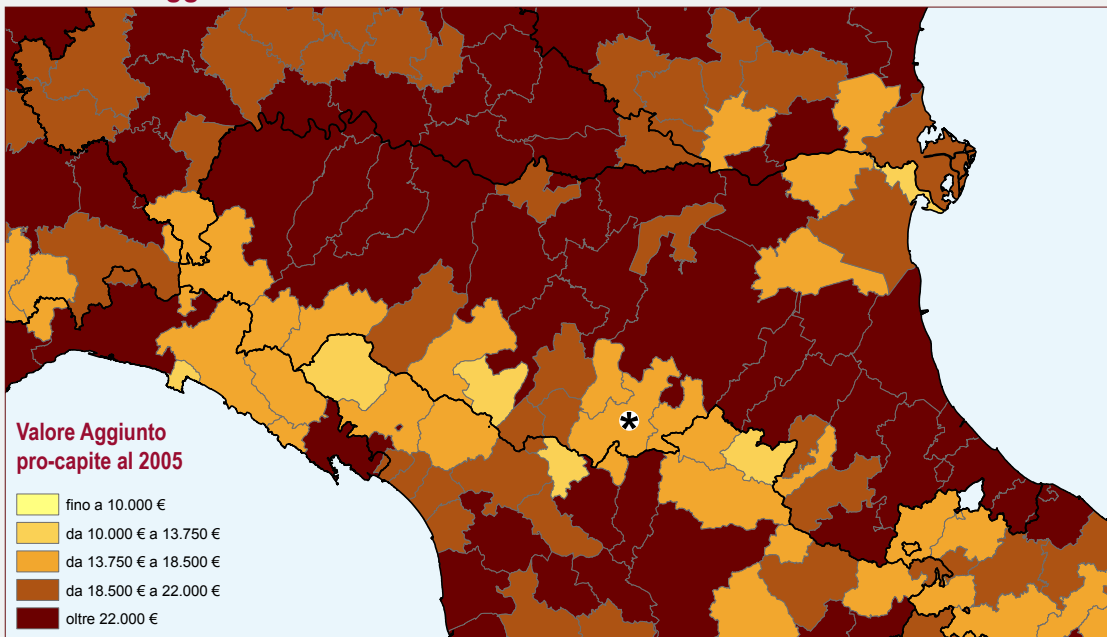 Valore Aggiunto
pro-capite al 2005
fino a 10.000 €
da 10.000 € a 13.750 €
da 13.750 € a 18.500 €
da 18.500 € a 22.000 €
oltre 22.000 €